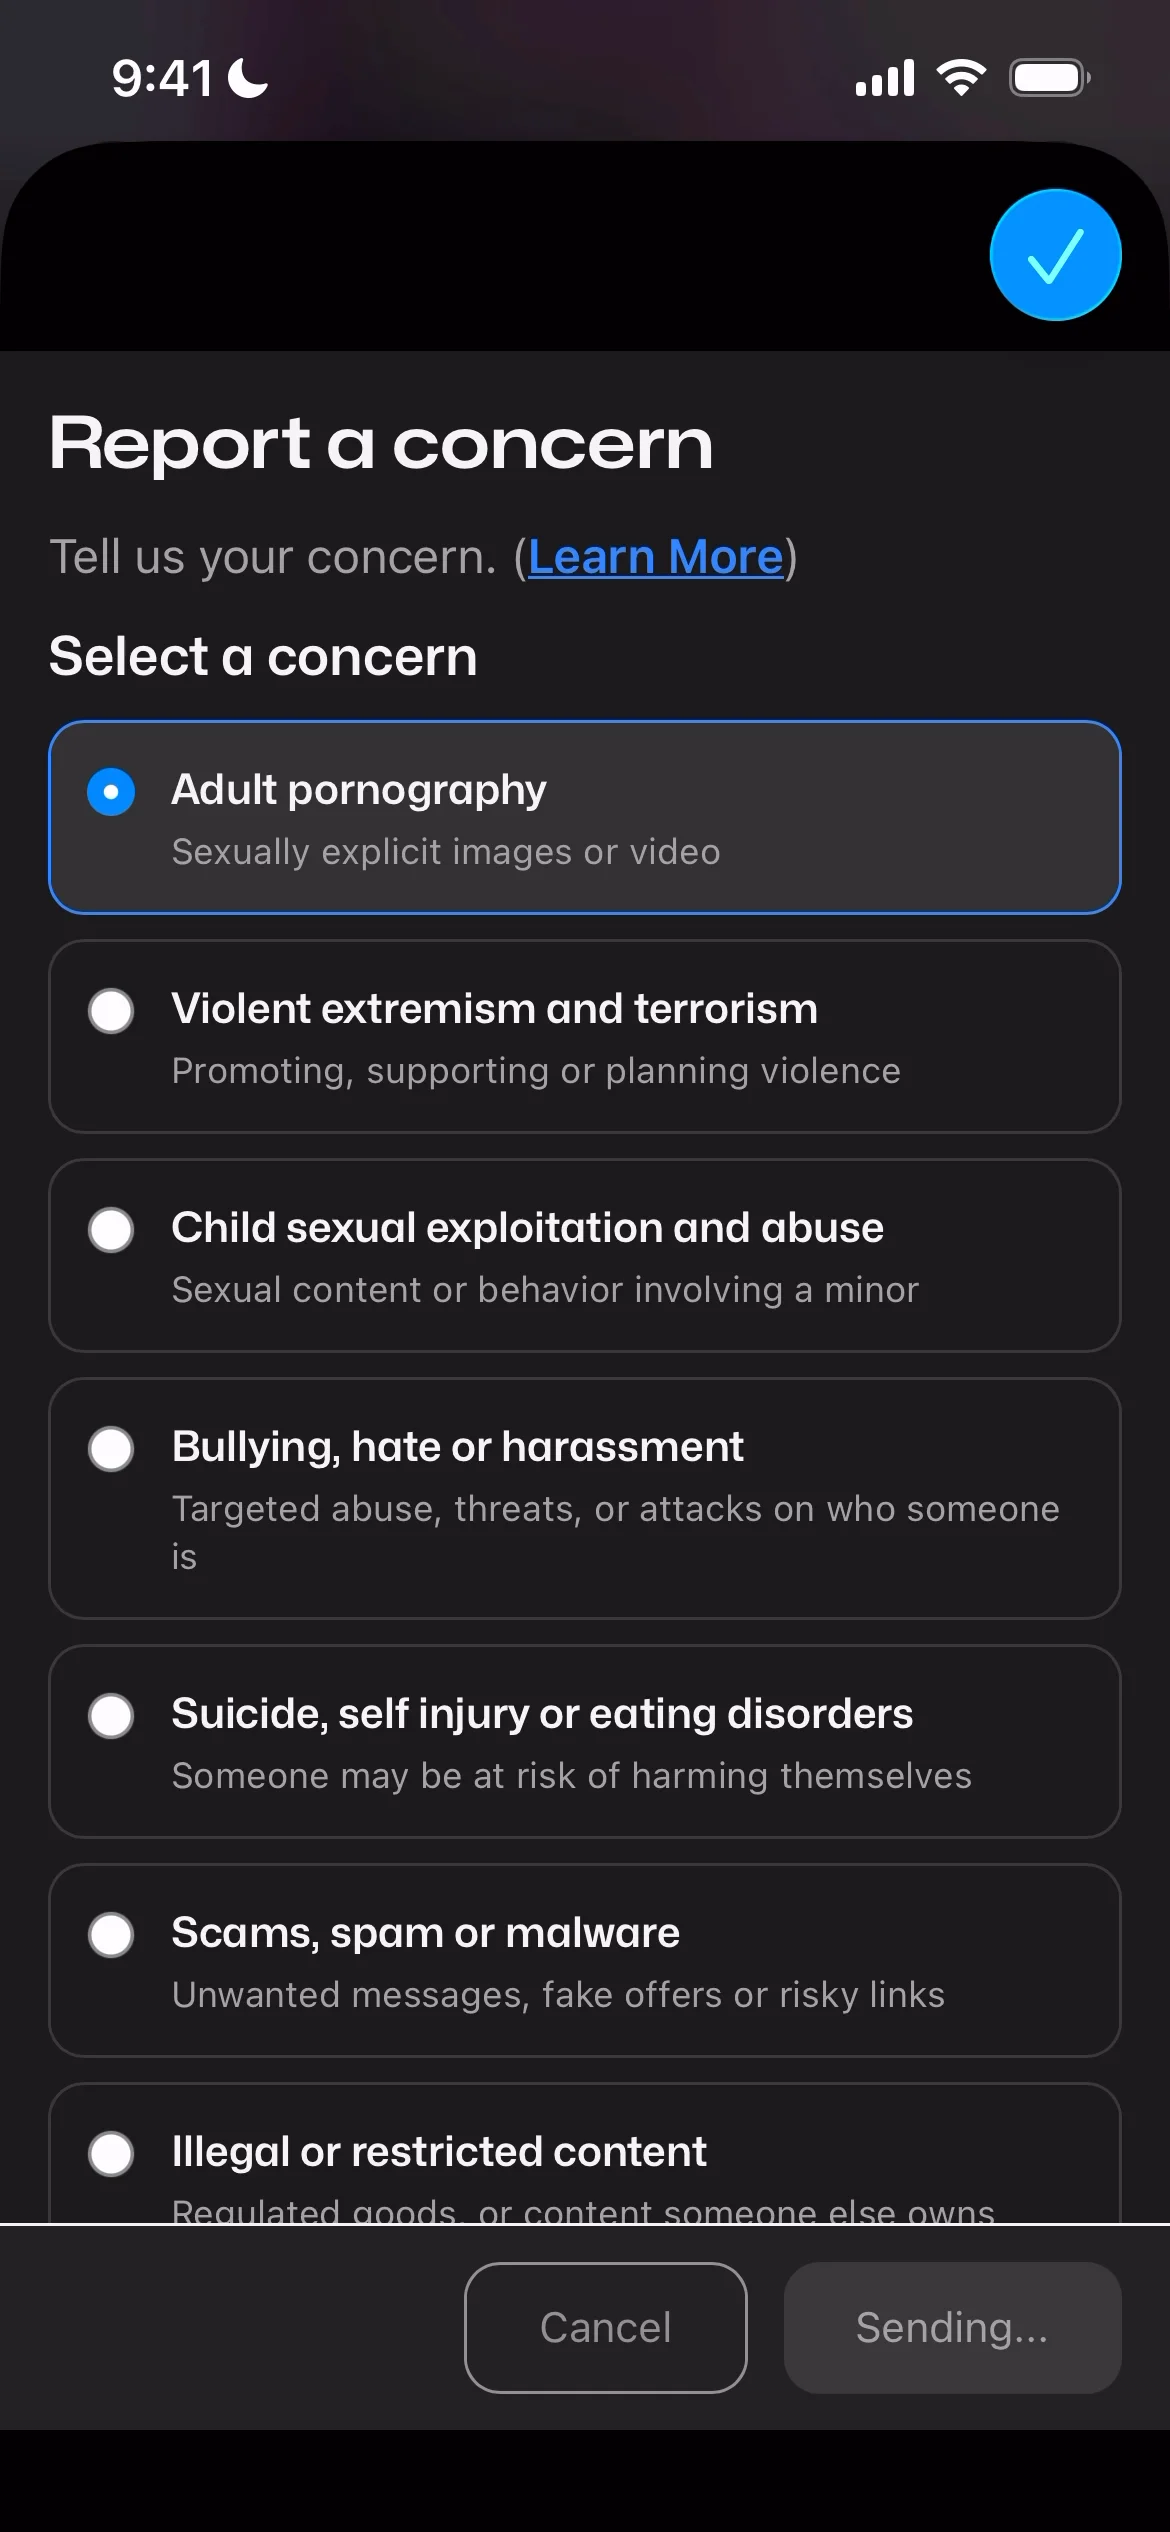 9:41
Report a concern
Tell us your concern. (Learn More)
Select a concern
Adult pornography
Sexually explicit images or video
Violent extremism and terrorism
Promoting, supporting or planning violence
Child sexual exploitation and abuse
Sexual content or behavior involving a minor
Bullying, hate or harassment
Targeted abuse, threats, or attacks on who someone
is
Suicide, self injury or eating disorders
Someone may be at risk of harming themselves
Scams, spam or malware
Unwanted messages, fake offers or risky links
Illegal or restricted content
Regulated goods, or content someone else owns
Cancel
Sending...